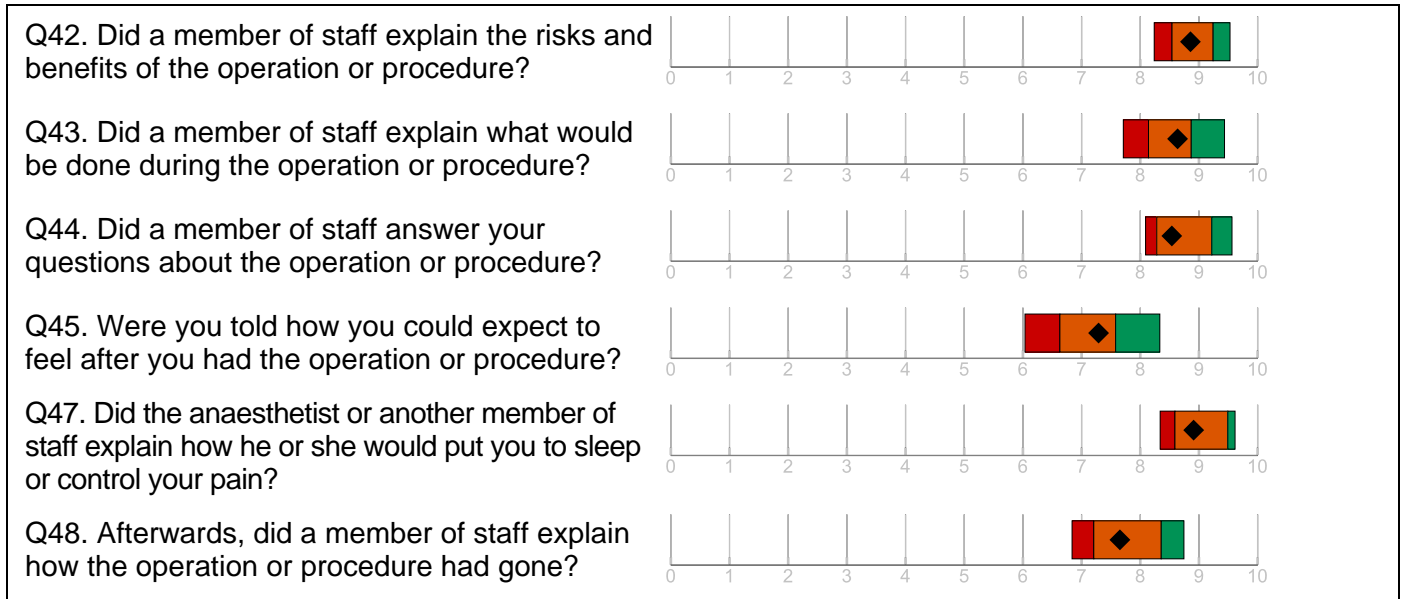 Q42. Did a member of staff explain the risks and
benefits of the operation or procedure?
0 1 2 3 4 5 6 7 8 9 10
Q43. Did a member of staff explain what would
be done during the operation or procedure?
0 1 2 3 4 5 6 7 8 9 10
Q44. Did a member of staff answer your
questions about the operation or procedure?
0 1 2 3 4 5 6 7 8 9 10
Q45. Were you told how you could expect to
feel after you had the operation or procedure?
0 1 2 3 4 5 6 7 8 9 10
Q47. Did the anaesthetist or another member of
staff explain how he or she would put you to sleep
or control your pain?
0 1 2 3 4 5 6 7 8 9 10
Q48. Afterwards, did a member of staff explain
how the operation or procedure had gone?
0 1 2 3 4 5 6 7 8 9 10